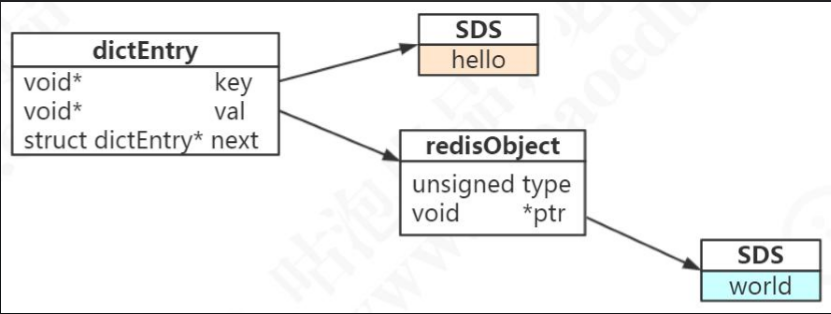 dictEntry
void* key
void* val
struct dictEntry* next
SDS
hello
redisObject
unsigned type
void *ptr
SDS
world